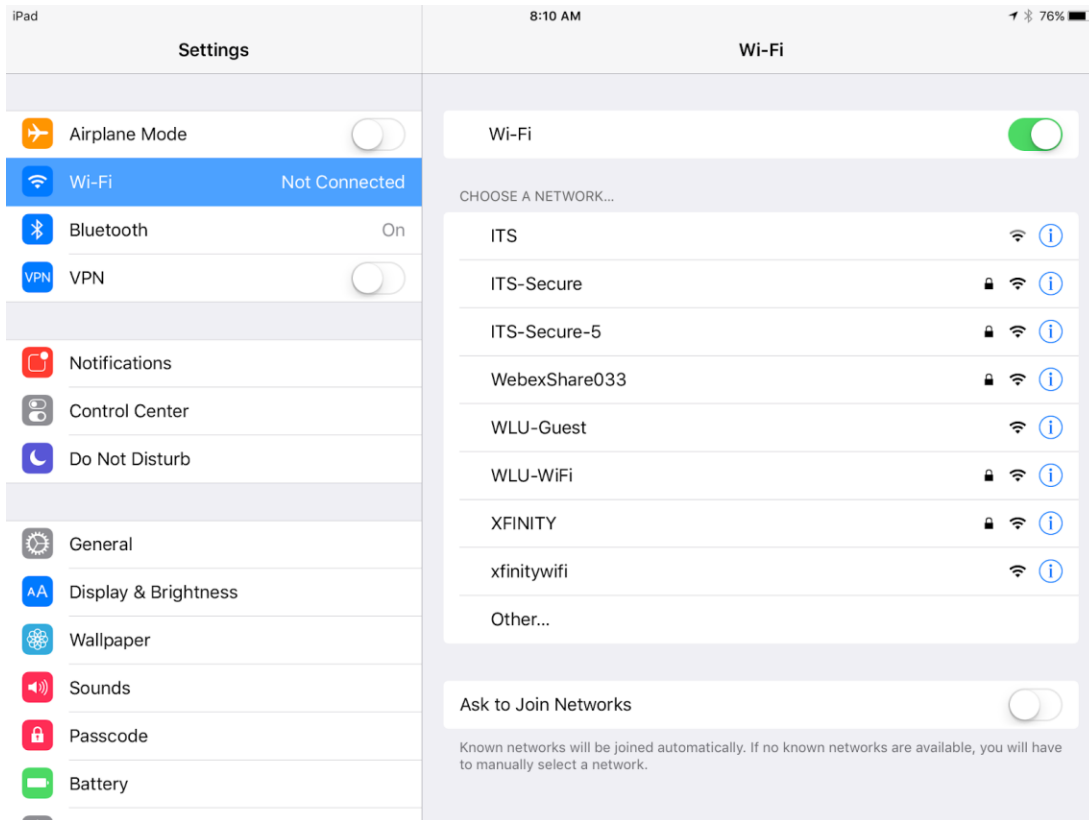 iPad 8:10 AM 76%
Settings
Wi-Fi
Airplane Mode
Wi-Fi Not Connected
Bluetooth On
VPN VPN
Notifications
Control Center
Do Not Disturb
General
AA Display & Brightness
Wallpaper
Sounds
Passcode
Battery
Wi-Fi
CHOOSE A NETWORK...
ITS
ITS-Secure
ITS-Secure-5
WebexShare033
WLU-Guest
WLU-WiFi
XFINITY
xfinitywifi
Other...
Ask to Join Networks
Known networks will be joined automatically. If no known networks are available, you will have
to manually select a network.